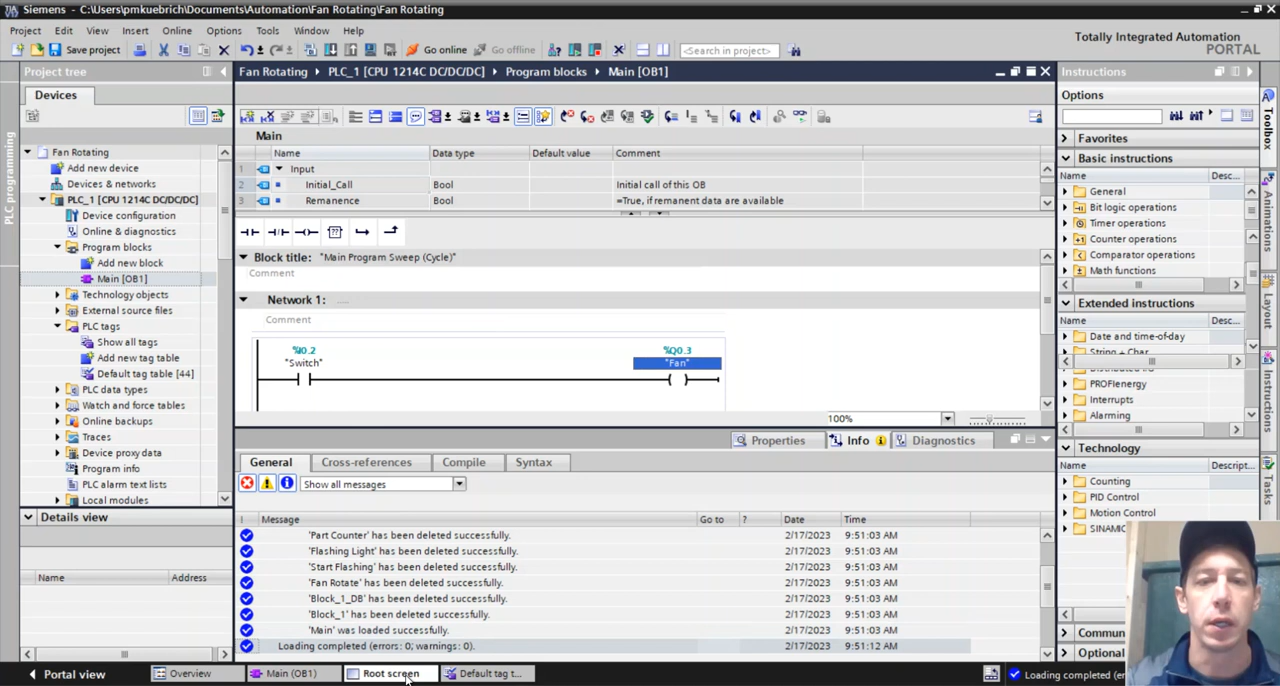 TIA
Siemens - C:\Users\pmkuebrich\Documents\Automation\Fan Rotating\Fan Rotating
Project Edit View Insert Online Options Tools Window Help
Totally Integrated Automation
PORTAL
Save project
Go online
Go offline
<Search in project>
Project tree
Fan Rotating PLC_1 [CPU 1214C DC/DC/DC] Program blocks Main [OB1]
Instructions
Devices
Options
PLC programming
Fan Rotating
Add new device
Devices & networks
PLC_1 [CPU 1214C DC/DC/DC]
Device configuration
Online & diagnostics
Program blocks
Add new block
Main [OB1]
Technology objects
External source files
PLC tags
Show all tags
Add new tag table
Default tag table [44]
PLC data types
Watch and force tables
Online backups
Traces
Device proxy data
Program info
PLC alarm text lists
Local modules
Details view
Name Address
Main
Name Data type Default value Comment
1 Input
2 Initial_Call Bool Initial call of this OB
3 Remanence Bool =True, if remanent data are available
??
Block title: "Main Program Sweep (Cycle)"
Comment
Network 1: .....
Comment
%I0.2
"Switch"
%Q0.3
"Fan"
100%
Properties Info Diagnostics
General Cross-references Compile Syntax
Show all messages
! Message Go to ? Date Time
'Part Counter' has been deleted successfully. 2/17/2023 9:51:03 AM
'Flashing Light' has been deleted successfully. 2/17/2023 9:51:03 AM
'Start Flashing' has been deleted successfully. 2/17/2023 9:51:03 AM
'Fan Rotate' has been deleted successfully. 2/17/2023 9:51:03 AM
'Block_1_DB' has been deleted successfully. 2/17/2023 9:51:03 AM
'Block_1' has been deleted successfully. 2/17/2023 9:51:03 AM
'Main' was loaded successfully. 2/17/2023 9:51:03 AM
Loading completed (errors: 0; warnings: 0). 2/17/2023 9:51:12 AM
Favorites
Basic instructions
Name Descr...
General
Bit logic operations
Timer operations
Counter operations
Comparator operations
Math functions
Extended instructions
Name Descr...
Date and time-of-day
String + Char
PROFIenergy
Interrupts
Alarming
Technology
Name Descript...
Counting
PID Control
Motion Control
SINAMIC
Commun
Optional
Toolbox
Animations
Layout
Instructions
Tasks
Portal view
Overview
Main (OB1)
Root screen
Default tag t...
Loading completed (err